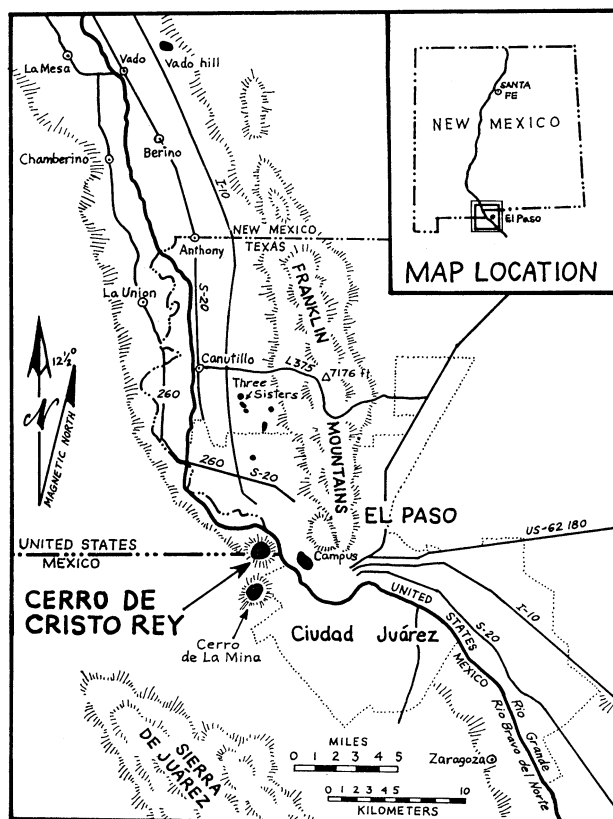 La Mesa
Vado
Vado hill
Chamberino
Berino
I-10
Anthony
NEW MEXICO
TEXAS
La Union
S-20
FRANKLIN
MOUNTAINS
Canutillo
L375
7176 ft
Three
Sisters
260
260
S-20
12½°
N
MAGNETIC NORTH
SANTA
FE
NEW MEXICO
El Paso
MAP LOCATION
EL PASO
US-62 180
Campus
UNITED STATES
MEXICO
CERRO DE
CRISTO REY
Cerro
de La Mina
Ciudad Juárez
UNITED STATES
MEXICO
S-20
I-10
Rio Grande
Rio Bravo del Norte
Zaragoza
SIERRA
DE JUAREZ
MILES
0 1 2 3 4 5
0 1 2 3 4 5 10
KILOMETERS